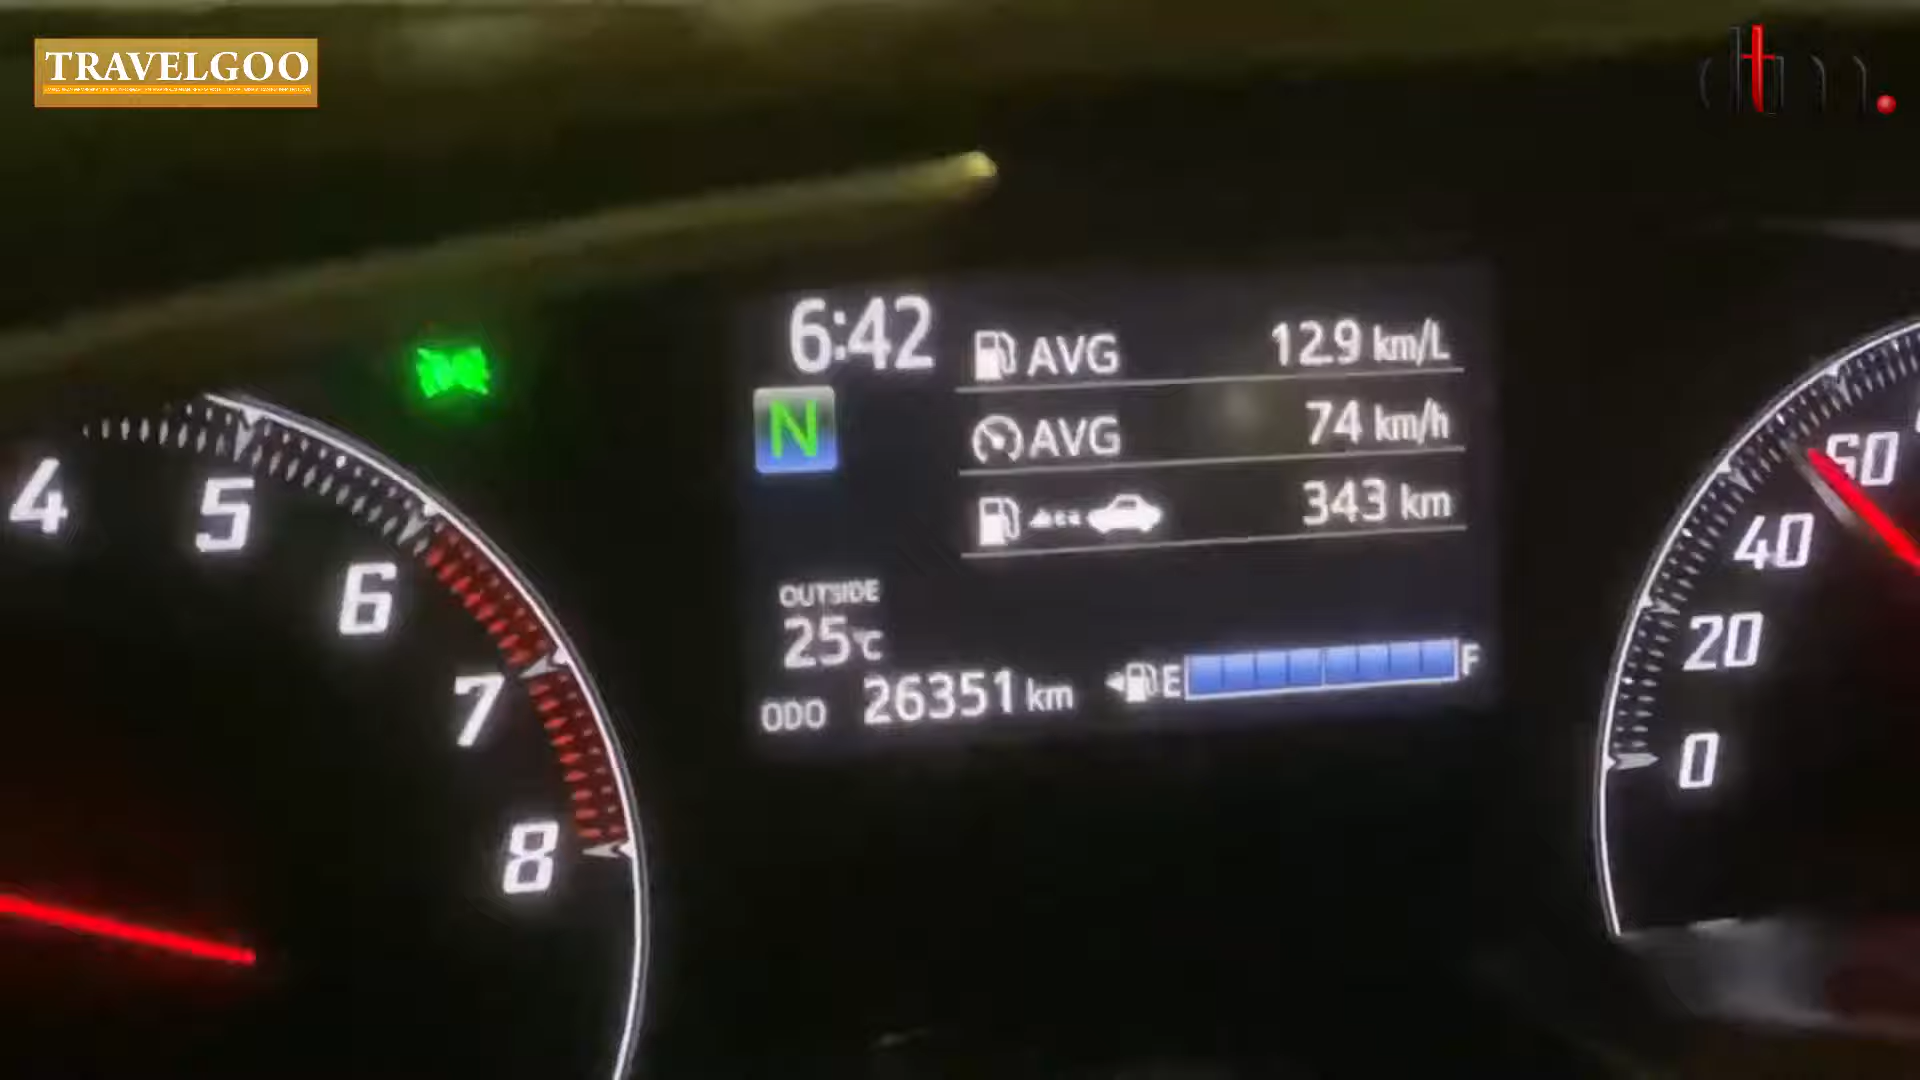 TRAVELGOO
dtm.
6:42
AVG 12.9 km/L
N
AVG 74 km/h
343 km
OUTSIDE
25℃
ODO 26351 km
E F
4
5
6
7
8
60
40
20
0